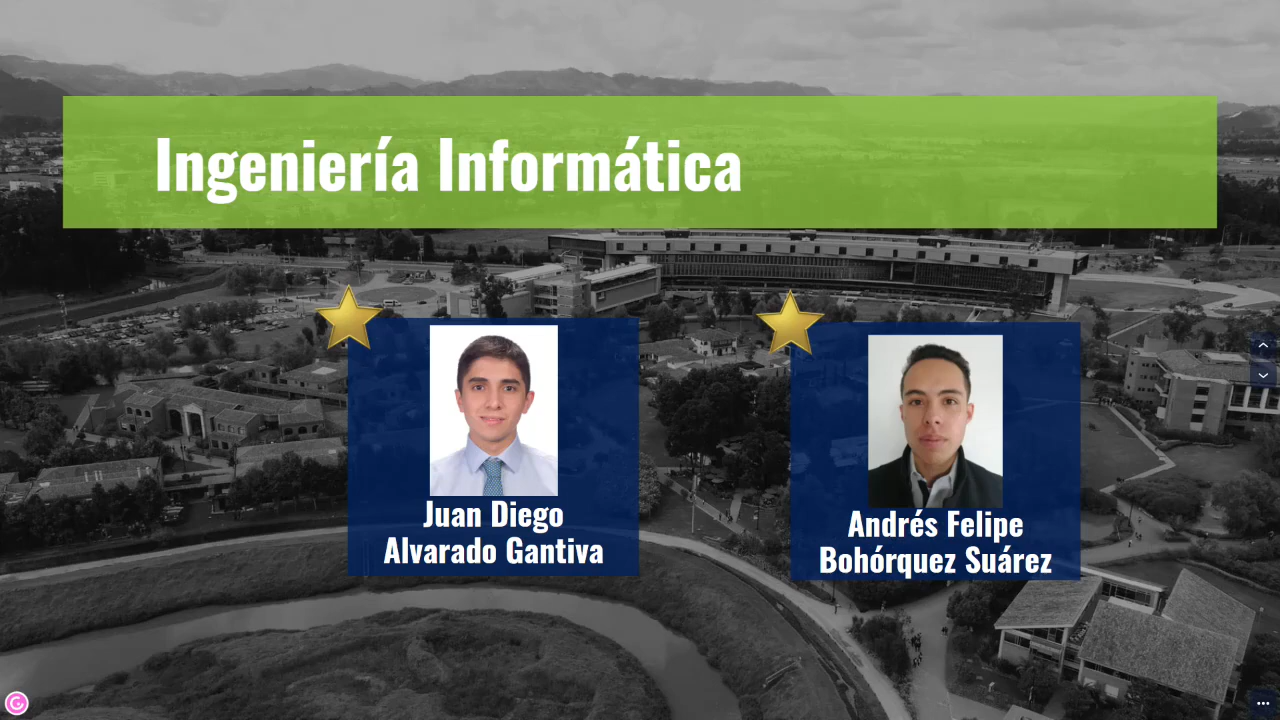 Ingeniería Informática
Juan Diego
Alvarado Gantiva
Andrés Felipe
Bohórquez Suárez